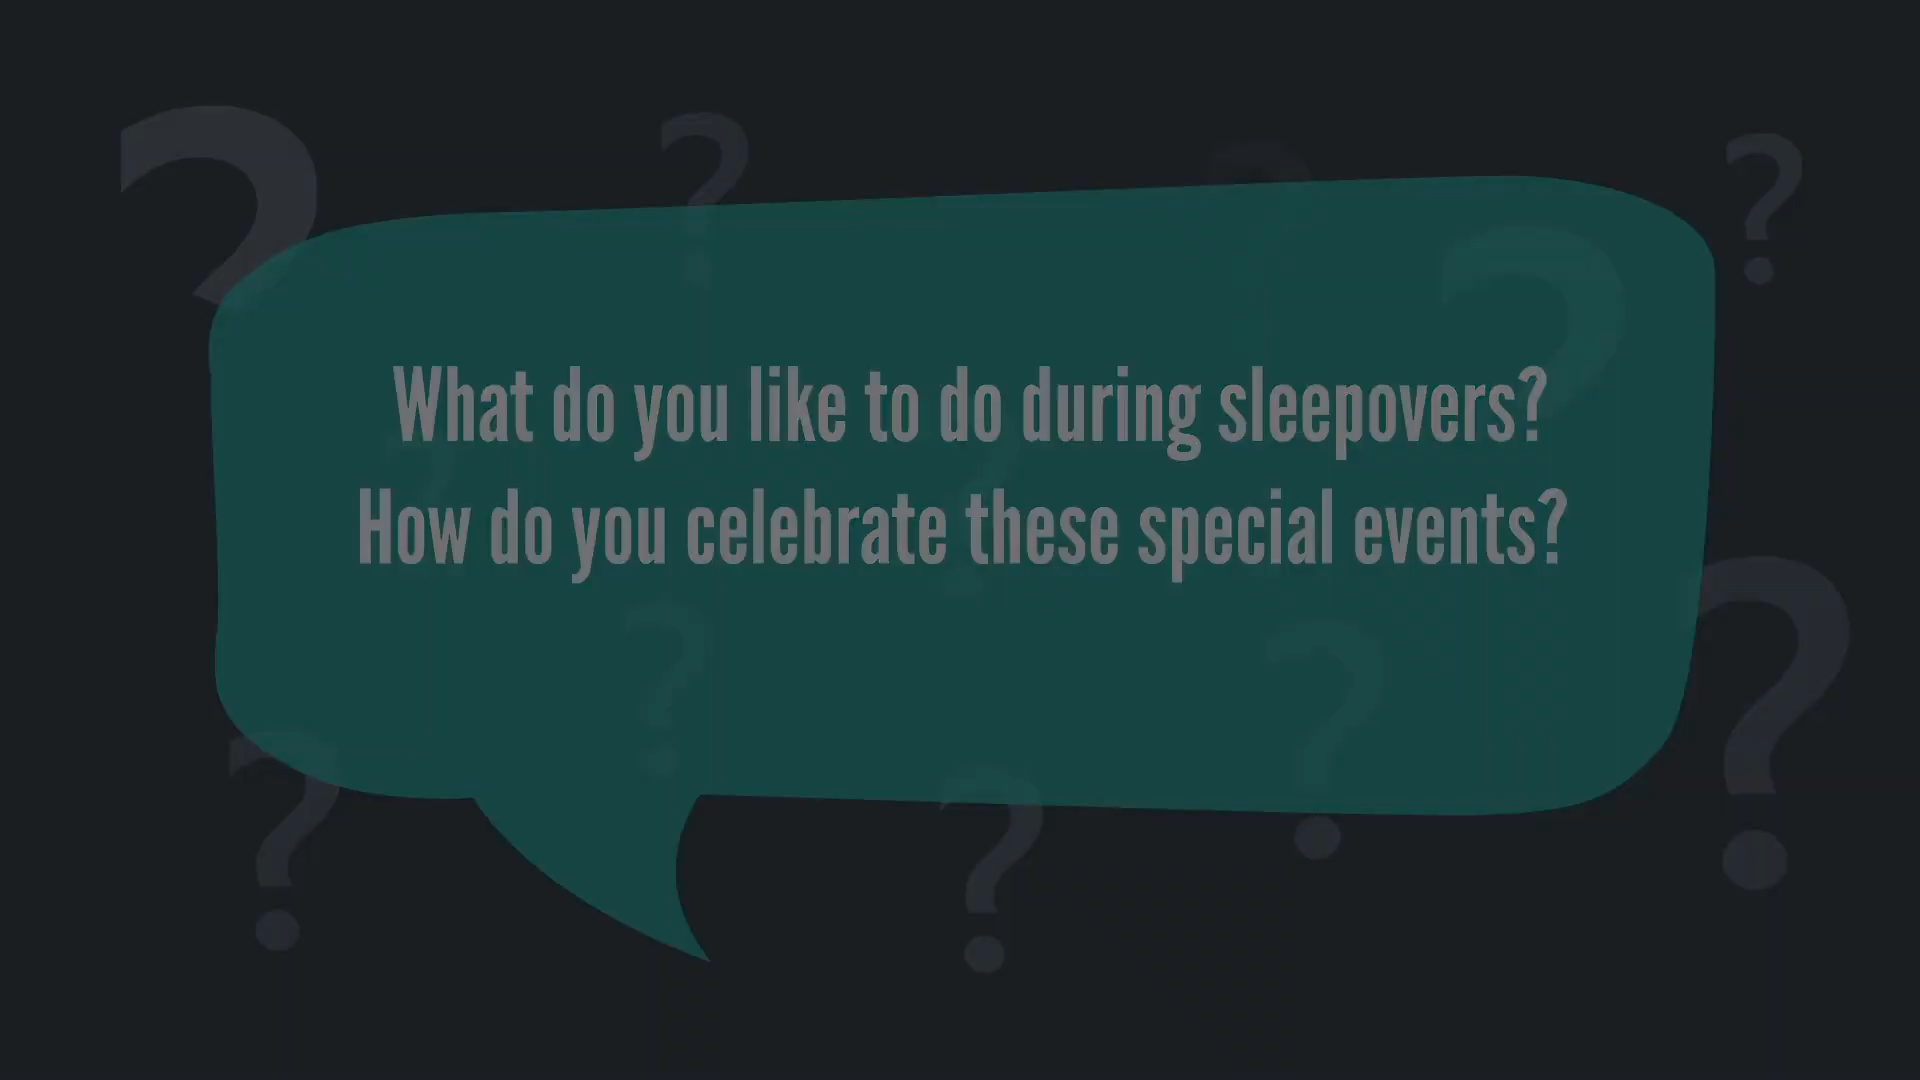 What do you like to do during sleepovers?
How do you celebrate these special events?